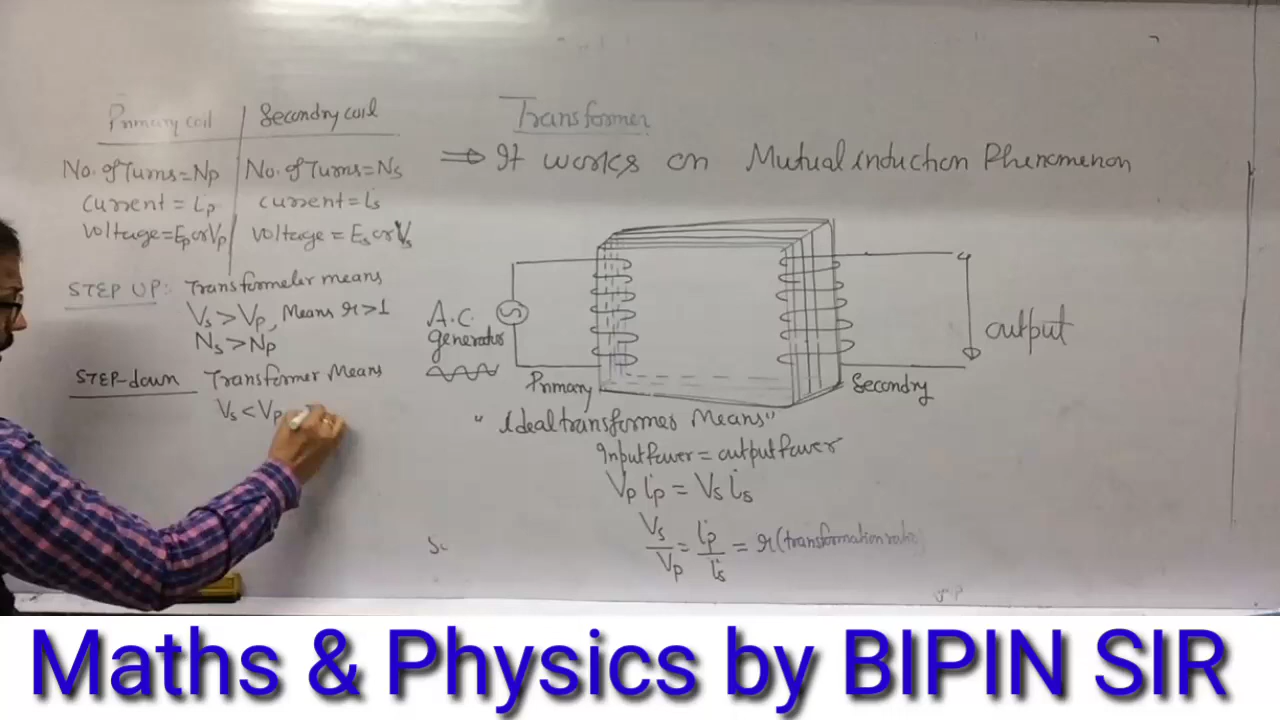 Primary coil | Secondry coil
No. of Turns = Np | No. of Turns = Ns
Current = ip | Current = is
Voltage = Ep or Vp | Voltage = Es or Vs
STEP UP: Transformeler means
Vs > Vp, Means r > 1
Ns > Np
STEP-down Transformer Means
Vs < Vp
Transformer
⇒ It works on Mutual induction Phenomenon
A.C. generator
Primary
Secondry
output
"Ideal transformer Means"
Input Power = output Power
Vp ip = Vs is
Vs/Vp = ip/is = r (transformation ratio)
Maths & Physics by BIPIN SIR